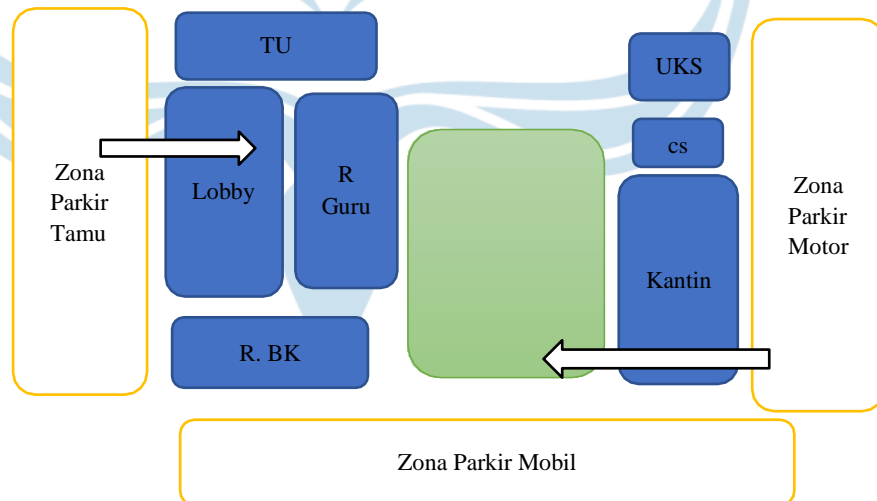 TU
UKS
cs
Zona
Parkir
Tamu
Lobby
R
Guru
Kantin
Zona
Parkir
Motor
R. BK
Zona Parkir Mobil